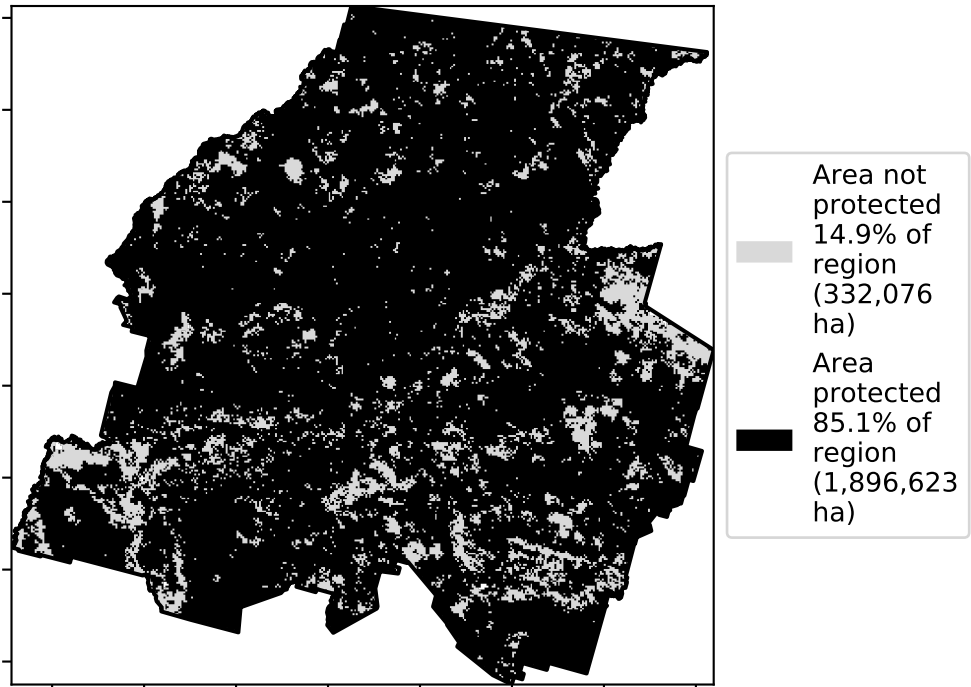 Area not
protected
14.9% of
region
(332,076
ha)
Area
protected
85.1% of
region
(1,896,623
ha)